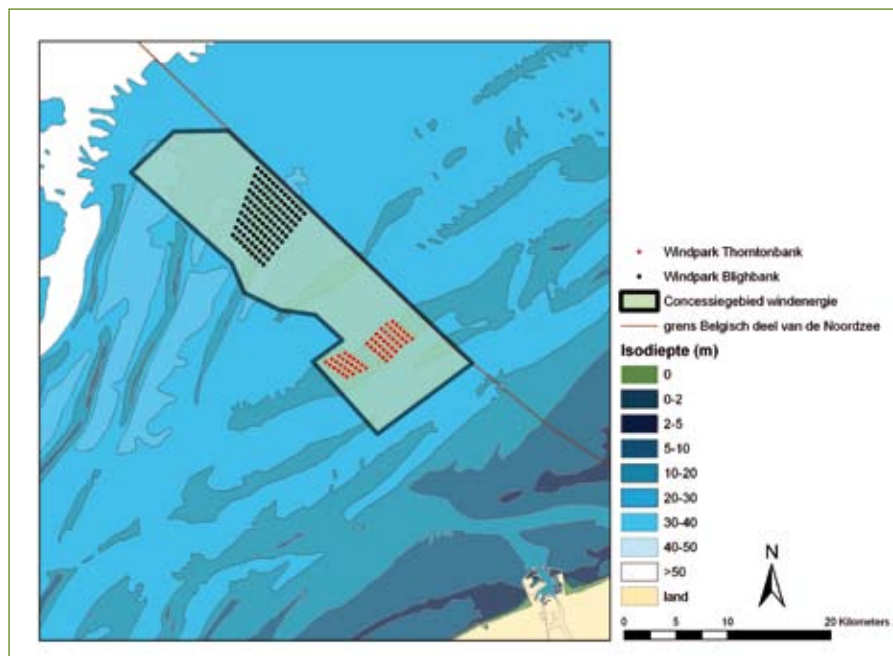 Windpark Thorntonbank
Windpark Blighbank
Concessiegebied windenergie
grens Belgisch deel van de Noordzee
Isodiepte (m)
0
0-2
2-5
5-10
10-20
20-30
30-40
40-50
>50
land
N
0 5 10 20 Kilometers